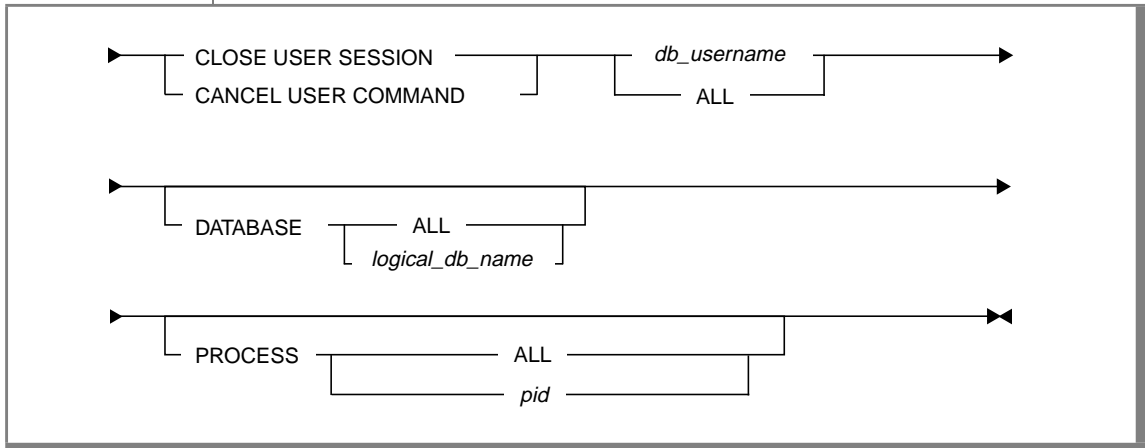 CLOSE USER SESSION db_username
CANCEL USER COMMAND ALL
DATABASE ALL
logical_db_name
PROCESS ALL
pid